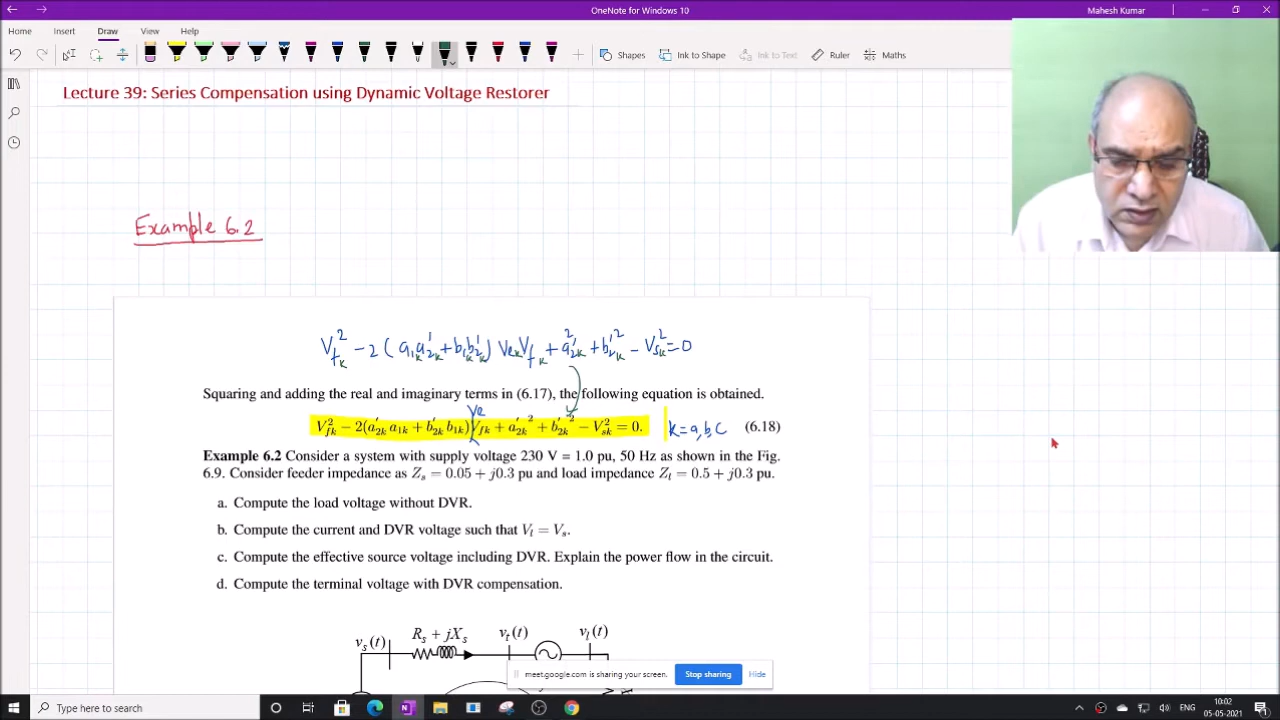 OneNote for Windows 10
Mahesh Kumar
Home Insert Draw View Help
Shapes Ink to Shape Ink to Text Ruler Maths
Lecture 39: Series Compensation using Dynamic Voltage Restorer
Example 6.2
Squaring and adding the real and imaginary terms in (6.17), the following equation is obtained.
k = a, b, c (6.18)
Example 6.2 Consider a system with supply voltage 230 V = 1.0 pu, 50 Hz as shown in the Fig.
6.9. Consider feeder impedance as Zs = 0.05 + j0.3 pu and load impedance Zl = 0.5 + j0.3 pu.
a. Compute the load voltage without DVR.
b. Compute the current and DVR voltage such that Vl = Vs.
c. Compute the effective source voltage including DVR. Explain the power flow in the circuit.
d. Compute the terminal voltage with DVR compensation.
vs(t) Rs + jXs vt(t) vl(t)
meet.google.com is sharing your screen. Stop sharing Hide
Type here to search
ENG
10:02
05-05-2021